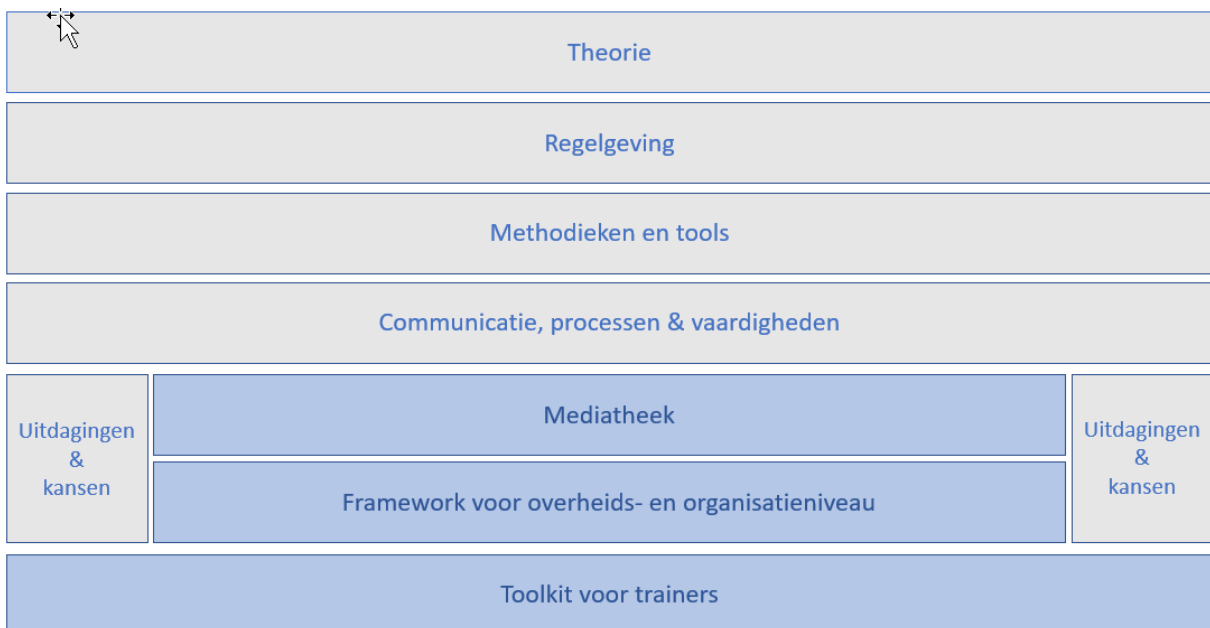 Theorie
Regelgeving
Methodieken en tools
Communicatie, processen & vaardigheden
Uitdagingen
&
kansen
Mediatheek
Framework voor overheids- en organisatieniveau
Uitdagingen
&
kansen
Toolkit voor trainers